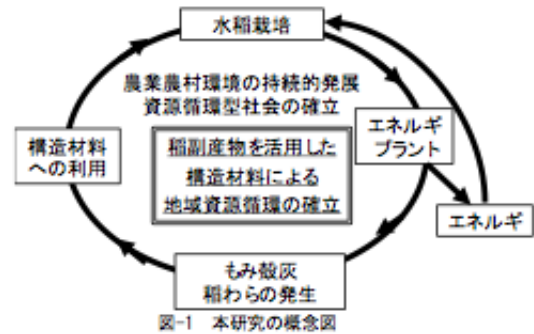 水稲栽培
農業農村環境の持続的発展
資源循環型社会の確立
エネルギ
プラント
構造材料
への利用
稲副産物を活用した
構造材料による
地域資源循環の確立
エネルギ
もみ殻灰
稲わらの発生
図-1 本研究の概念図